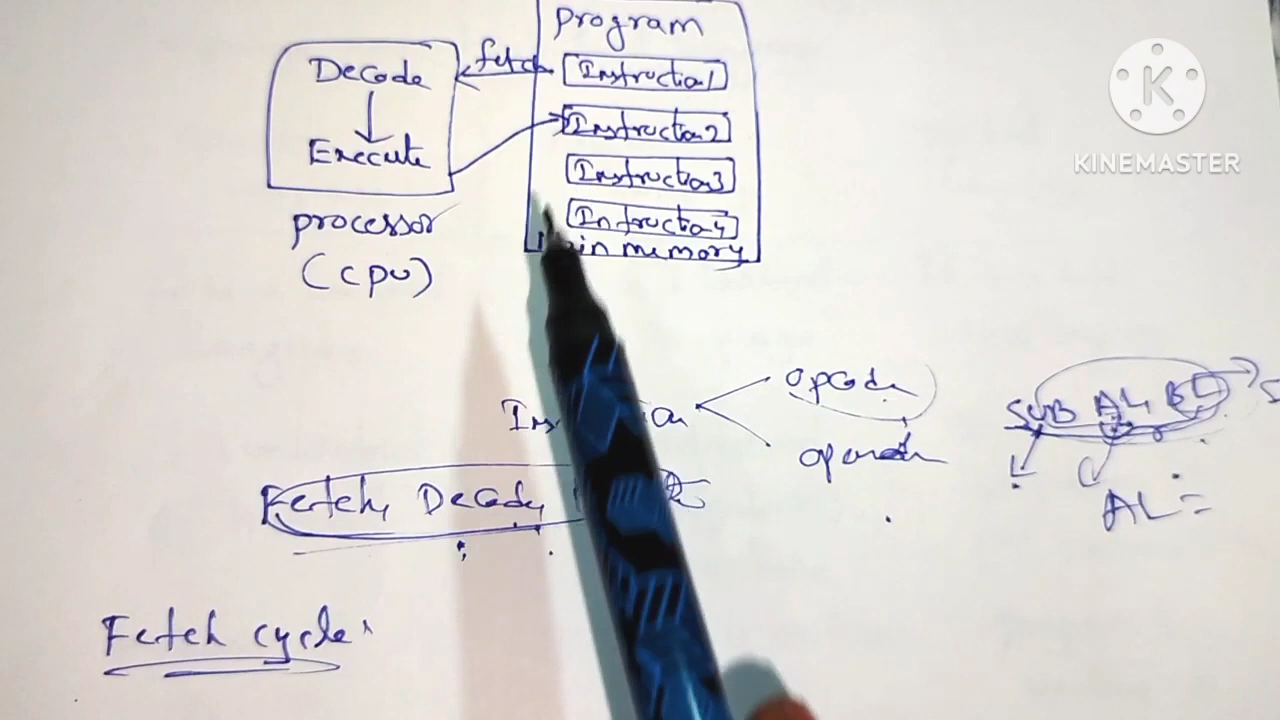 program
Decode
fetch
Instruction1
Execute
Instruction2
Instruction3
Instruction4
main memory
processor
(CPU)
opcode
operands
SUB AL, BL
Fetch, Decode,
AL =
Fetch cycle:
KINEMASTER